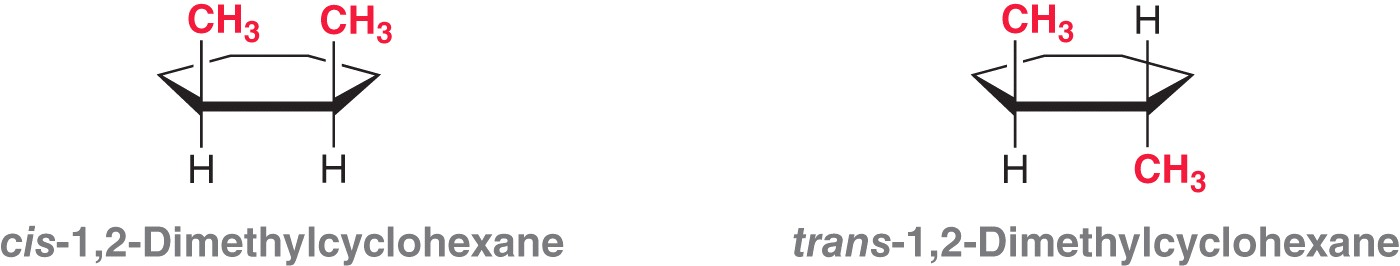 CH3 CH3 CH3 H
H H H CH3
cis-1,2-Dimethylcyclohexane trans-1,2-Dimethylcyclohexane